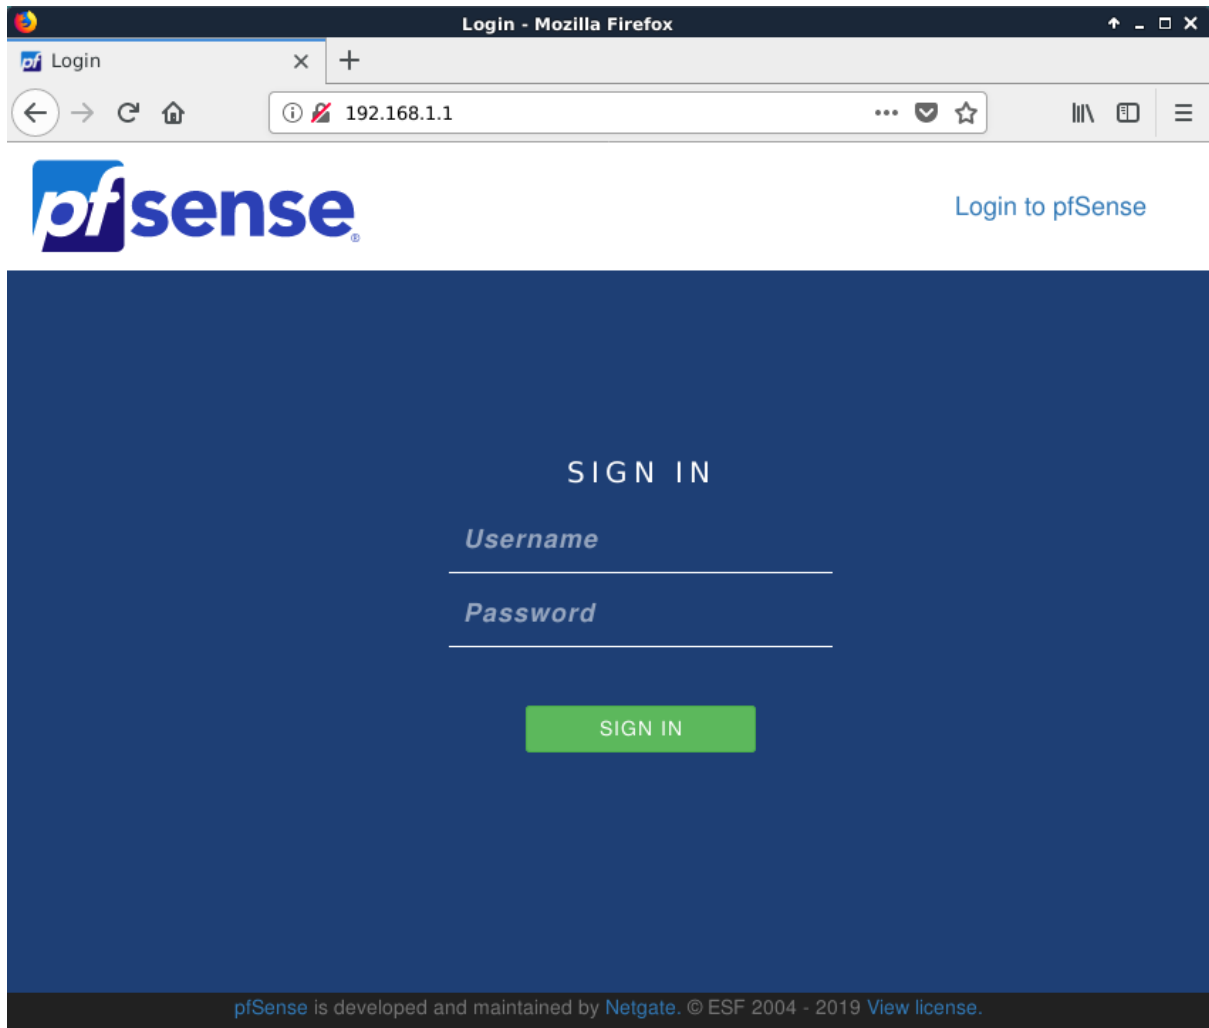 Login - Mozilla Firefox
pf Login
192.168.1.1
pfsense®
Login to pfSense
SIGN IN
Username
Password
SIGN IN
pfSense is developed and maintained by Netgate. © ESF 2004 - 2019 View license.